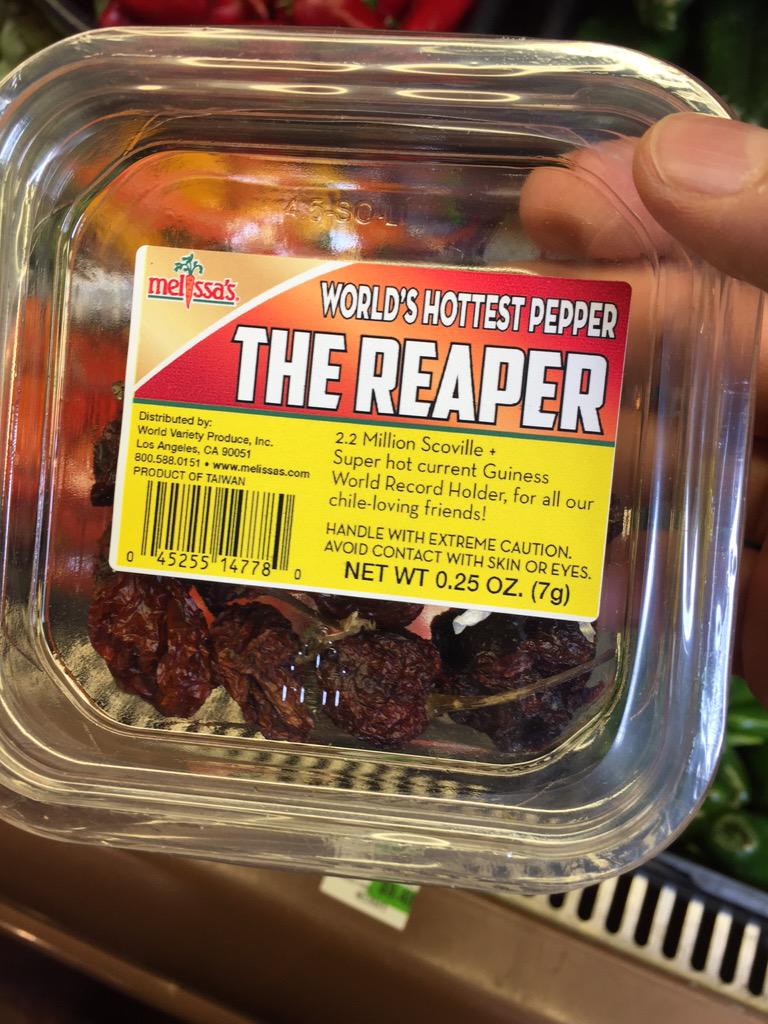 melissa's
WORLD'S HOTTEST PEPPER
THE REAPER
Distributed by:
World Variety Produce, Inc.
Los Angeles, CA 90051
800.588.0151 • www.melissas.com
PRODUCT OF TAIWAN
0 45255 14778 0
2.2 Million Scoville +
Super hot current Guiness
World Record Holder, for all our
chile-loving friends!
HANDLE WITH EXTREME CAUTION.
AVOID CONTACT WITH SKIN OR EYES.
NET WT 0.25 OZ. (7g)